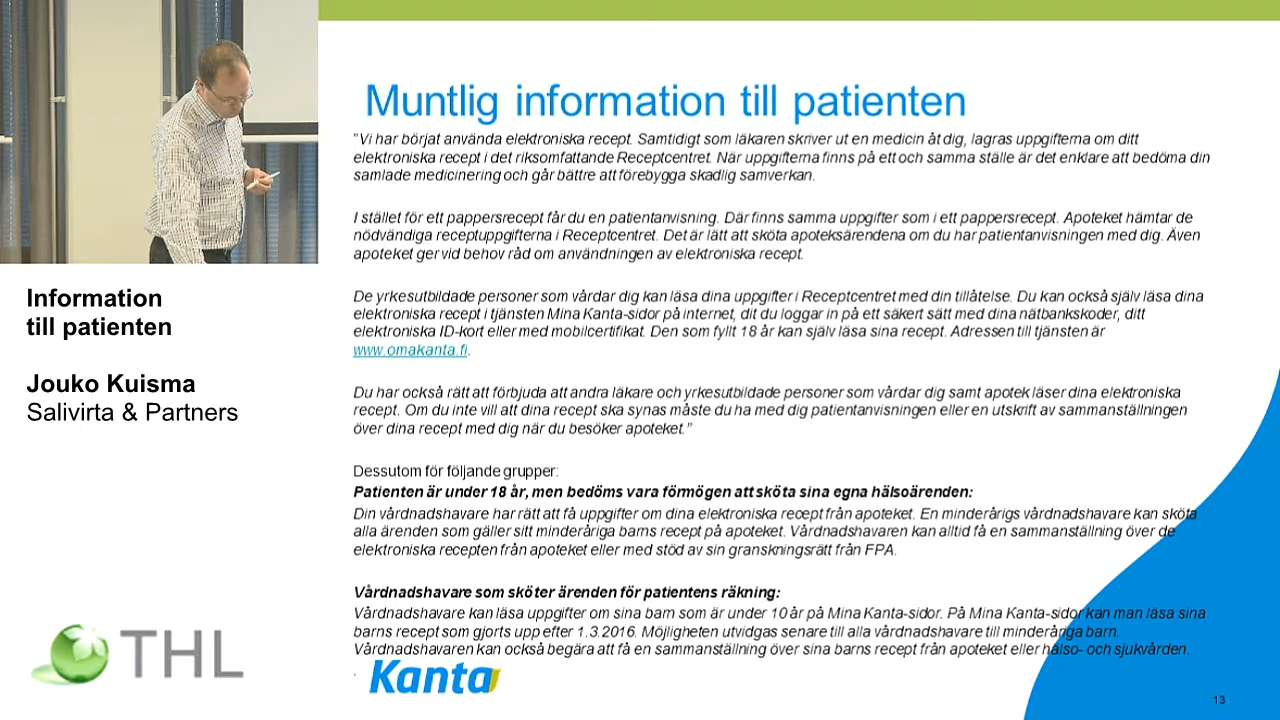 Muntlig information till patienten
"Vi har börjat använda elektroniska recept. Samtidigt som läkaren skriver ut en medicin åt dig, lagras uppgifterna om ditt
elektroniska recept i det riksomfattande Receptcentret. När uppgifterna finns på ett och samma ställe är det enklare att bedöma din
samlade medicinering och går bättre att förebygga skadlig samverkan.
I stället för ett pappersrecept får du en patientanvisning. Där finns samma uppgifter som i ett pappersrecept. Apoteket hämtar de
nödvändiga receptuppgifterna i Receptcentret. Det är lätt att sköta apoteksärendena om du har patientanvisningen med dig. Även
apoteket ger vid behov råd om användningen av elektroniska recept.
De yrkesutbildade personer som vårdar dig kan läsa dina uppgifter i Receptcentret med din tillåtelse. Du kan också själv läsa dina
elektroniska recept i tjänsten Mina Kanta-sidor på internet, dit du loggar in på ett säkert sätt med dina nätbankskoder, ditt
elektroniska ID-kort eller med mobilcertifikat. Den som fyllt 18 år kan själv läsa sina recept. Adressen till tjänsten är
www.omakanta.fi.
Du har också rätt att förbjuda att andra läkare och yrkesutbildade personer som vårdar dig samt apotek läser dina elektroniska
recept. Om du inte vill att dina recept ska synas måste du ha med dig patientanvisningen eller en utskrift av sammanställningen
över dina recept med dig när du besöker apoteket.”
Dessutom för följande grupper:
Patienten är under 18 år, men bedöms vara förmögen att sköta sina egna hälsoärenden:
Din vårdnadshavare har rätt att få uppgifter om dina elektroniska recept från apoteket. En minderårigs vårdnadshavare kan sköta
alla ärenden som gäller sitt minderåriga barns recept på apoteket. Vårdnadshavaren kan alltid få en sammanställning över de
elektroniska recepten från apoteket eller med stöd av sin granskningsrätt från FPA.
Vårdnadshavare som sköter ärenden för patientens räkning:
Vårdnadshavare kan läsa uppgifter om sina barn som är under 10 år på Mina Kanta-sidor. På Mina Kanta-sidor kan man läsa sina
barns recept som gjorts upp efter 1.3.2016. Möjligheten utvidgas senare till alla vårdnadshavare till minderåriga barn.
Vårdnadshavaren kan också begära att få en sammanställning över sina barns recept från apoteket eller hälso- och sjukvården.
.
Kanta
13
Information
till patienten
Jouko Kuisma
Salivirta & Partners
THL